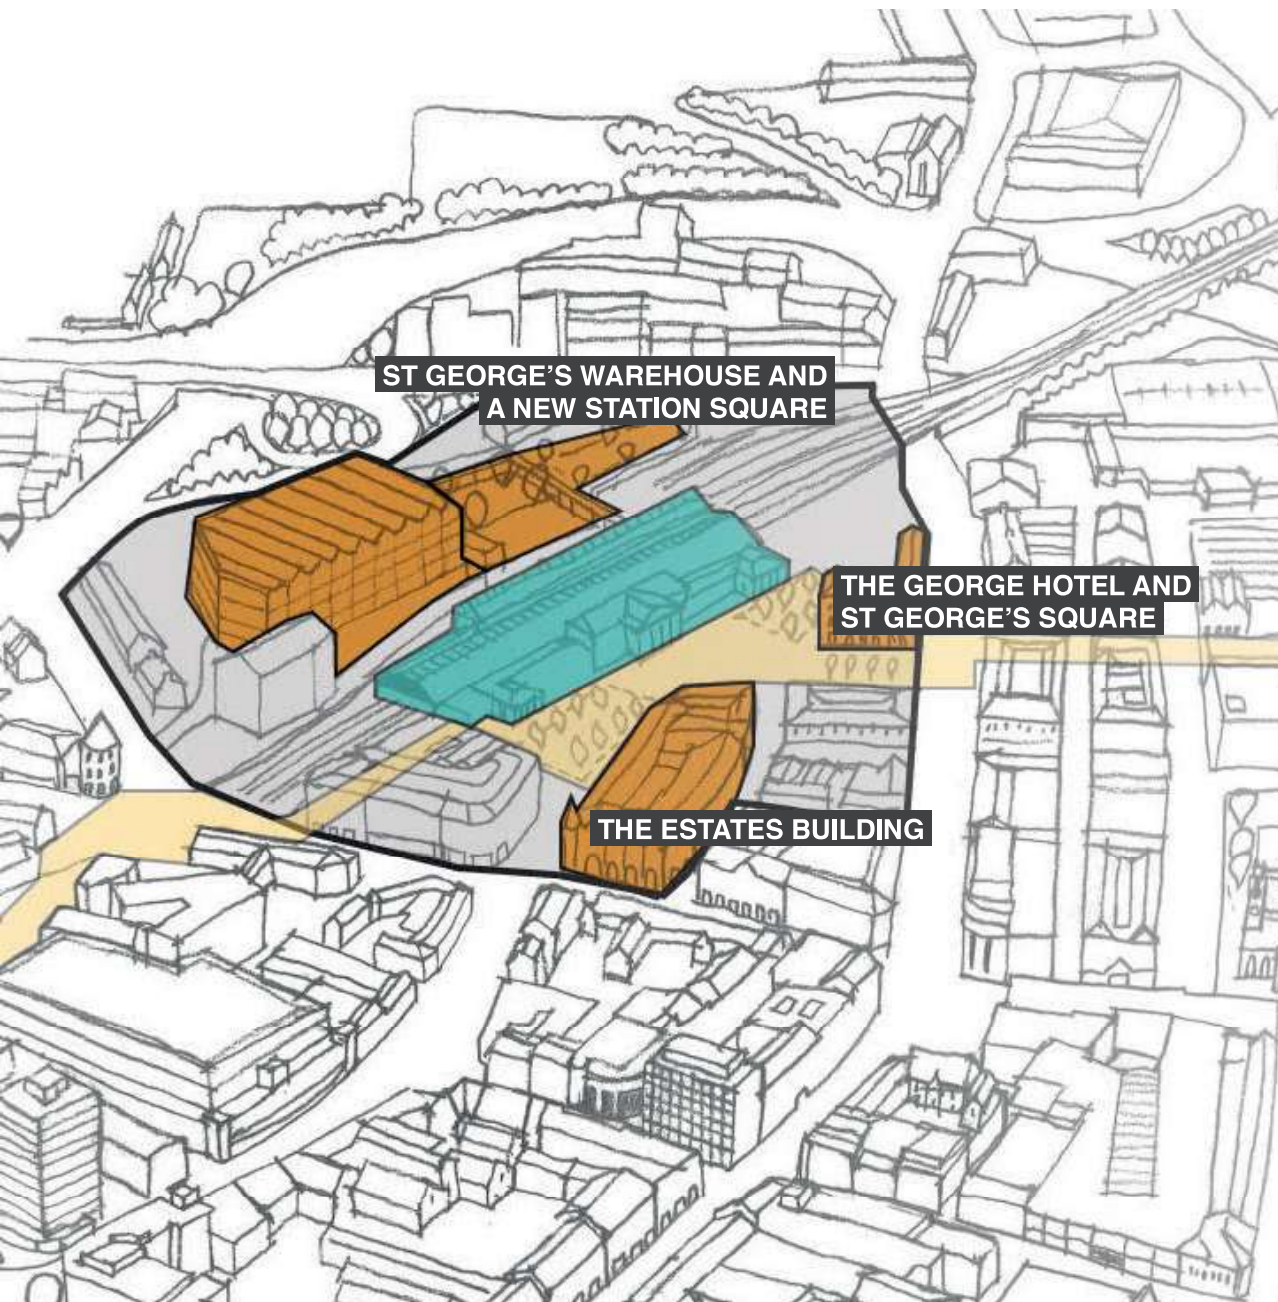 ST GEORGE’S WAREHOUSE AND
A NEW STATION SQUARE
THE GEORGE HOTEL AND
ST GEORGE’S SQUARE
THE ESTATES BUILDING